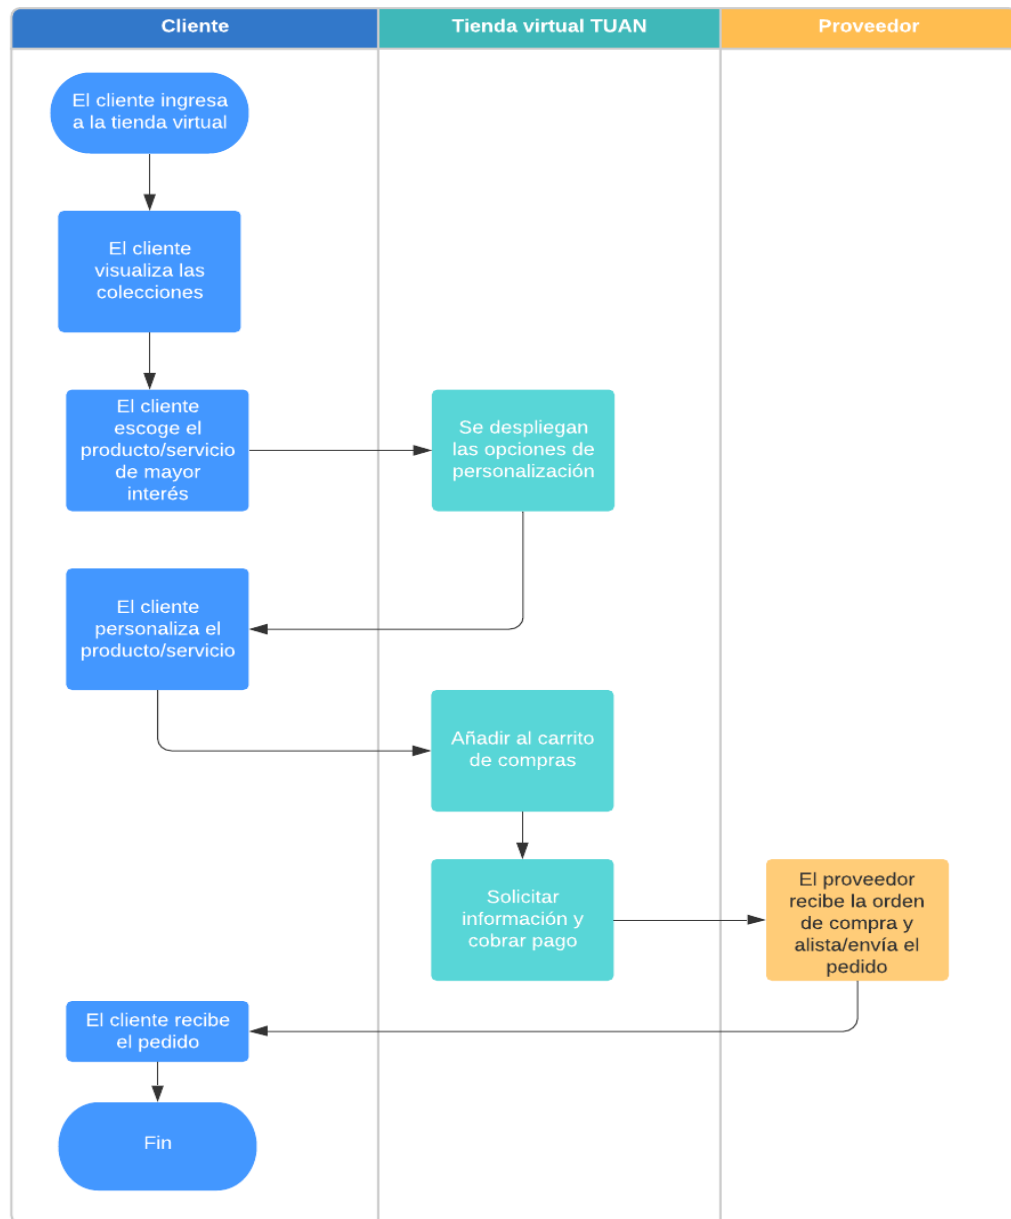 Cliente
Tienda virtual TUAN
Proveedor
El cliente ingresa
a la tienda virtual
El cliente
visualiza las
colecciones
El cliente
escoge el
producto/servicio
de mayor
interés
Se despliegan
las opciones de
personalización
El cliente
personaliza el
producto/servicio
Añadir al carrito
de compras
Solicitar
información y
cobrar pago
El proveedor
recibe la orden
de compra y
alista/envía el
pedido
El cliente recibe
el pedido
Fin